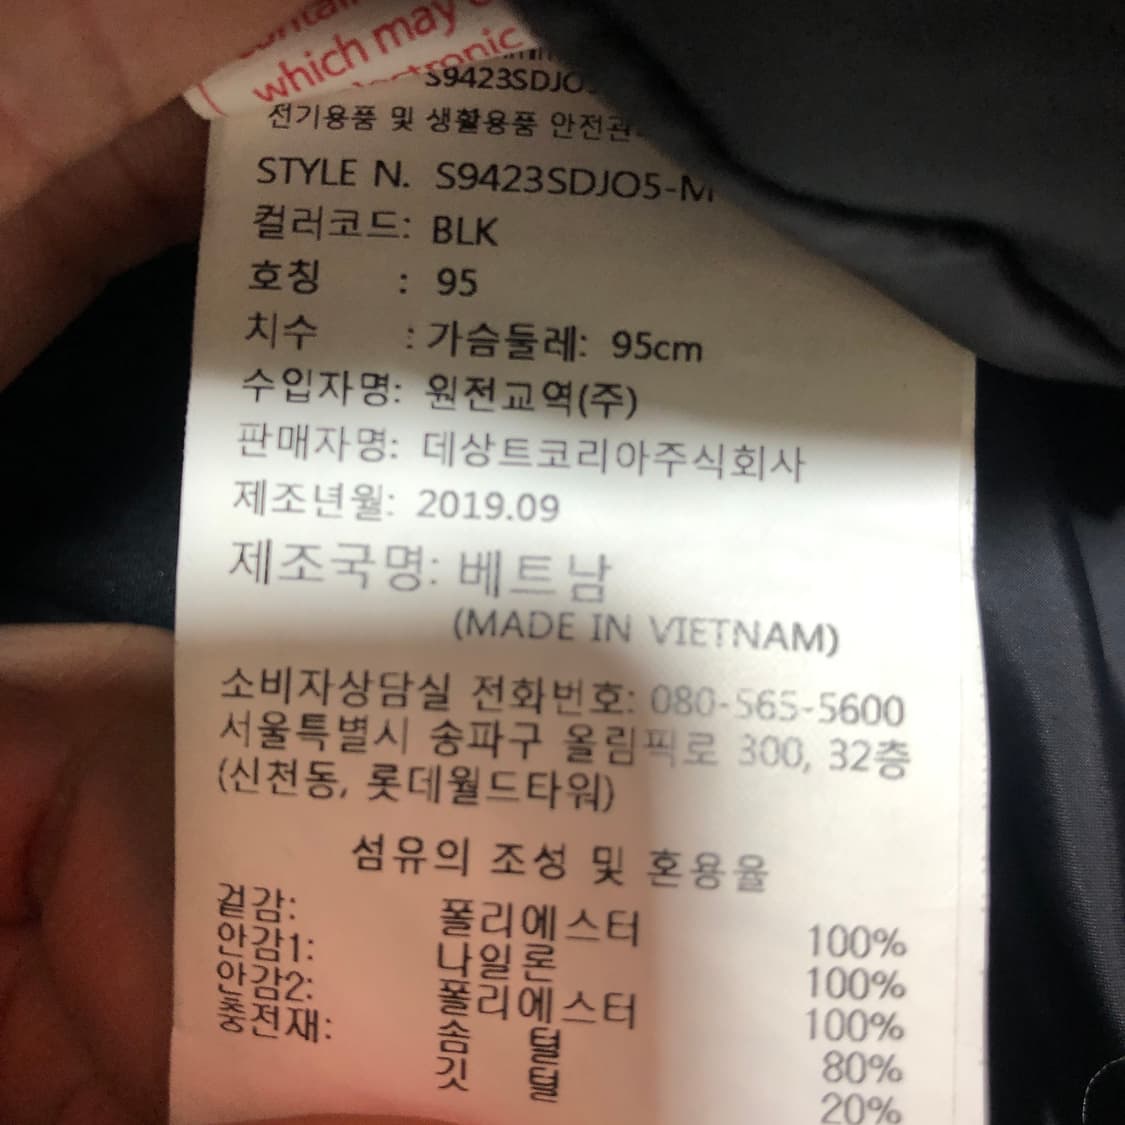 which may
S9423SDJO
전기용품 및 생활용품 안전관
STYLE N. S9423SDJO5-M
컬러코드: BLK
호칭 : 95
치수 : 가슴둘레: 95cm
수입자명: 원전교역(주)
판매자명: 데상트코리아주식회사
제조년월: 2019.09
제조국명: 베트남
(MADE IN VIETNAM)
소비자상담실 전화번호: 080-565-5600
서울특별시 송파구 올림픽로 300, 32층
(신천동, 롯데월드타워)
섬유의 조성 및 혼용율
겉감: 폴리에스터 100%
안감1: 나일론 100%
안감2: 폴리에스터 100%
충전재: 솜 털 80%
깃 털 20%